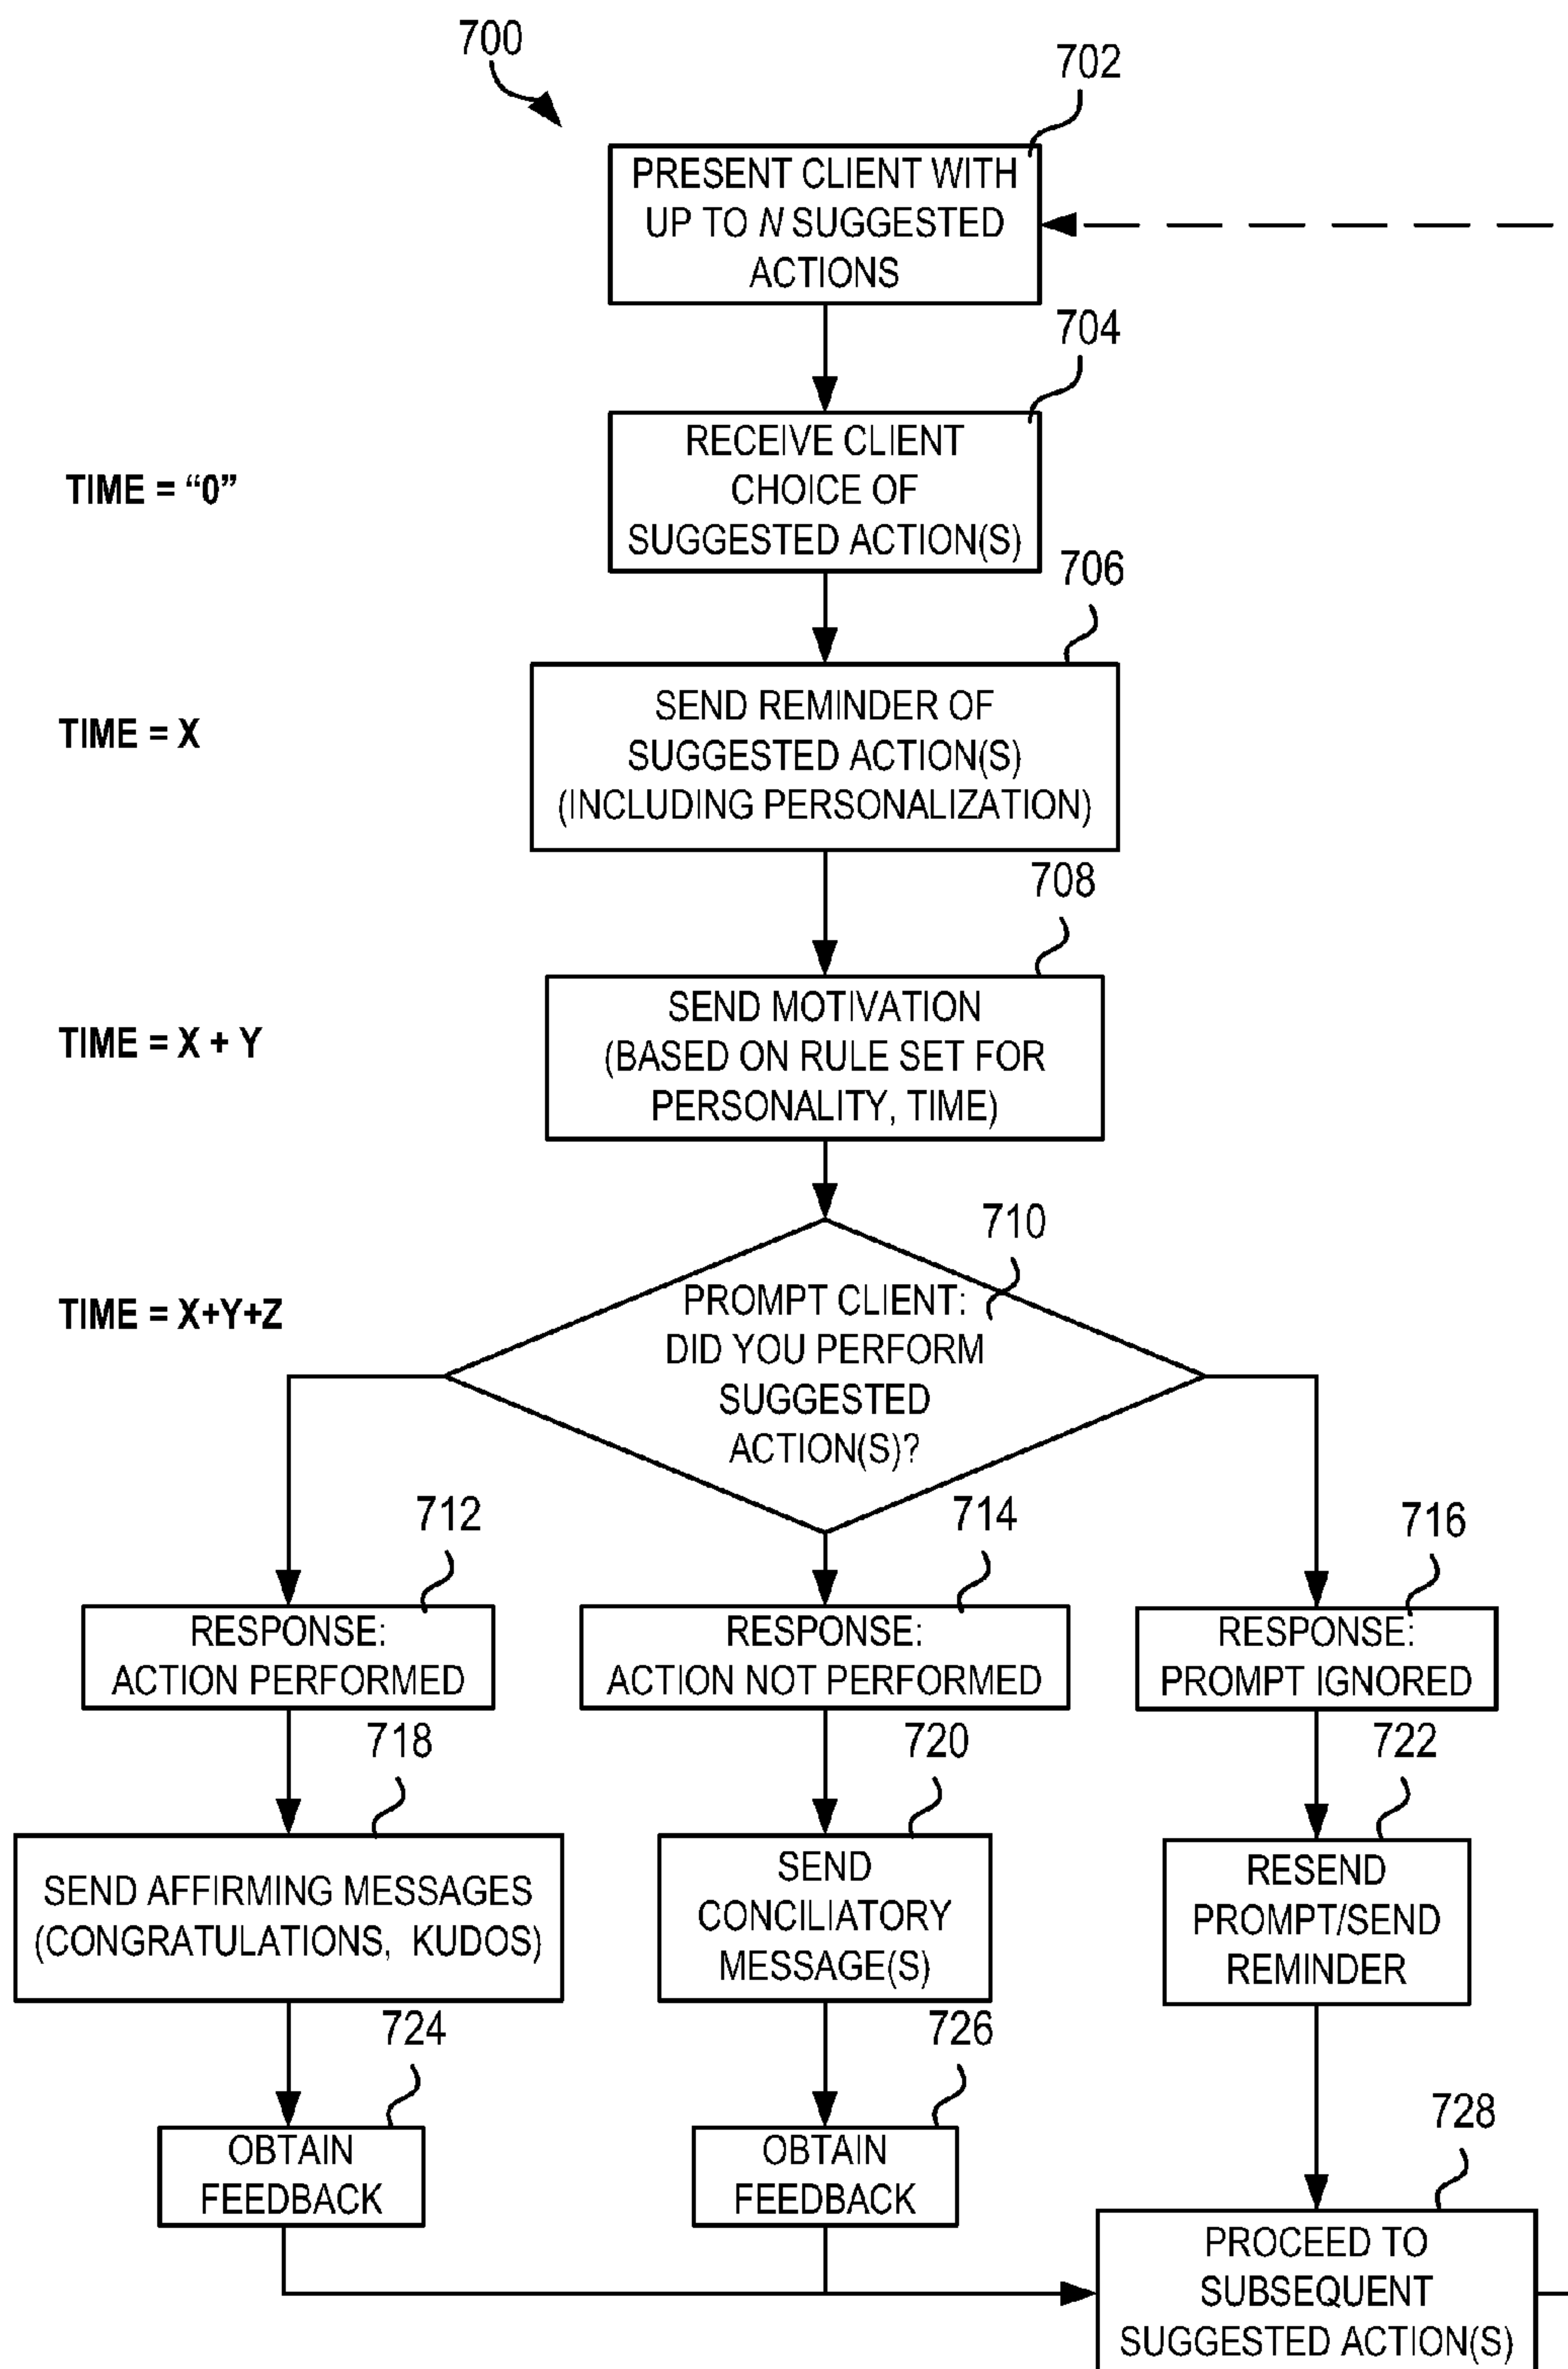 700
702
PRESENT CLIENT WITH
UP TO N SUGGESTED
ACTIONS
704
TIME = “0”
RECEIVE CLIENT
CHOICE OF
SUGGESTED ACTION(S)
706
TIME = X
SEND REMINDER OF
SUGGESTED ACTION(S)
(INCLUDING PERSONALIZATION)
708
TIME = X + Y
SEND MOTIVATION
(BASED ON RULE SET FOR
PERSONALITY, TIME)
710
TIME = X+Y+Z
PROMPT CLIENT:
DID YOU PERFORM
SUGGESTED
ACTION(S)?
712
RESPONSE:
ACTION PERFORMED
714
RESPONSE:
ACTION NOT PERFORMED
716
RESPONSE:
PROMPT IGNORED
718
SEND AFFIRMING MESSAGES
(CONGRATULATIONS, KUDOS)
720
SEND
CONCILIATORY
MESSAGE(S)
722
RESEND
PROMPT/SEND
REMINDER
724
OBTAIN
FEEDBACK
726
OBTAIN
FEEDBACK
728
PROCEED TO
SUBSEQUENT
SUGGESTED ACTION(S)